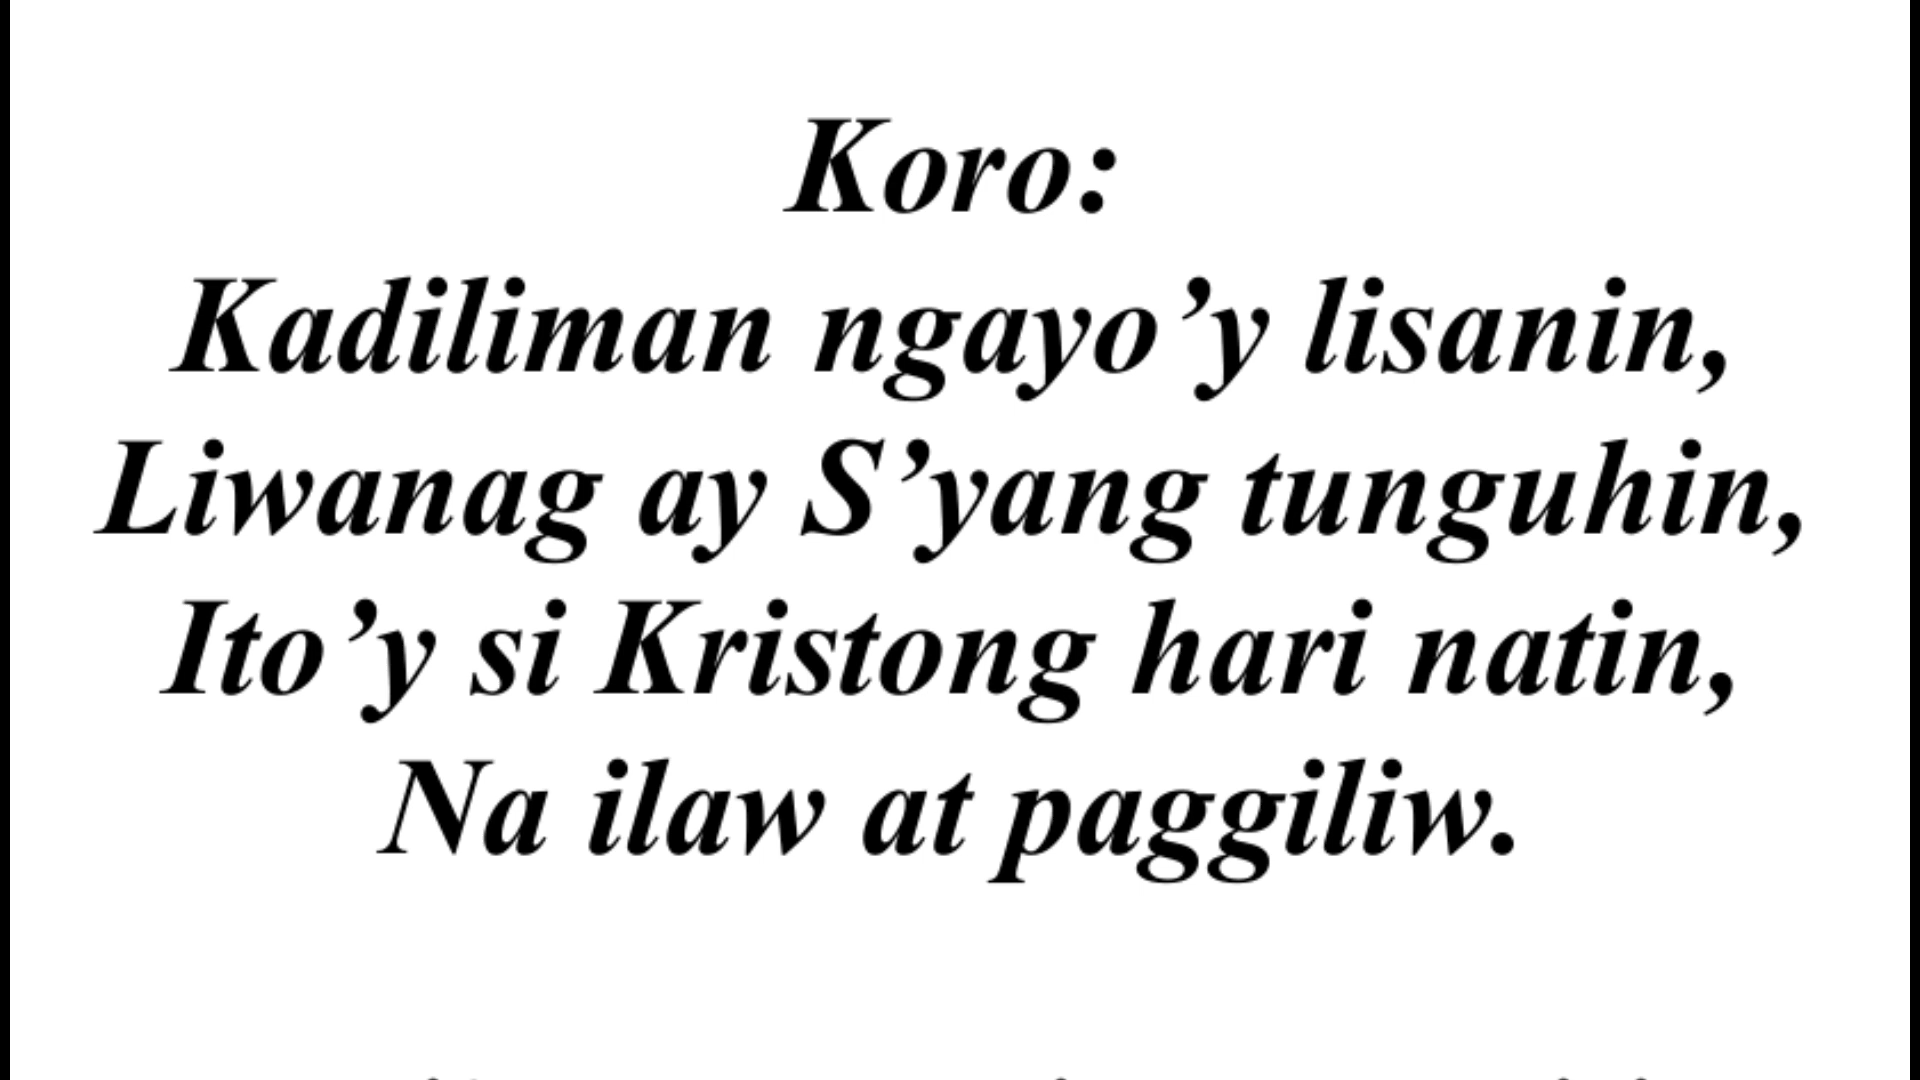 Koro:
Kadiliman ngayo’y lisanin,
Liwanag ay S’yang tunguhin,
Ito’y si Kristong hari natin,
Na ilaw at paggiliw.